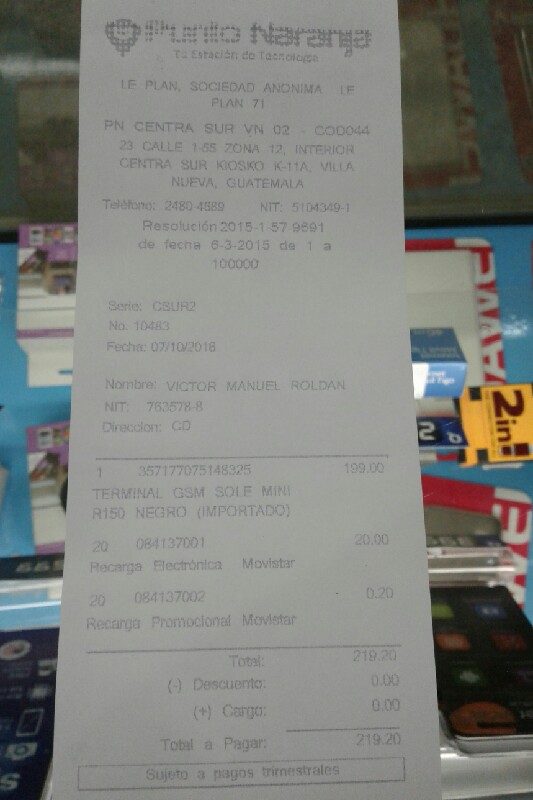 Punto Naranja
Tu Estación de Tecnología
LE PLAN, SOCIEDAD ANONIMA LE
PLAN 71
PN CENTRA SUR VN 02 - COD044
23 CALLE 1-55 ZONA 12, INTERIOR
CENTRA SUR KIOSKO K-11A, VILLA
NUEVA, GUATEMALA
Teléfono: 2480-4889 NIT: 5104349-1
Resolución 2015-1-57-9691
de fecha 6-3-2015 de 1 a
100000
Serie: CSUR2
No. 10483
Fecha: 07/10/2016
Nombre: VICTOR MANUEL ROLDAN
NIT: 763578-8
Direccion: CD
1 357177075148325 199.00
TERMINAL GSM SOLE MINI
R150 NEGRO (IMPORTADO)
20 084137001 20.00
Recarga Electrónica Movistar
20 084137002 0.20
Recarga Promocional Movistar
Total: 219.20
(-) Descuento: 0.00
(+) Cargo: 0.00
Total a Pagar: 219.20
Sujeto a pagos trimestrales
2in